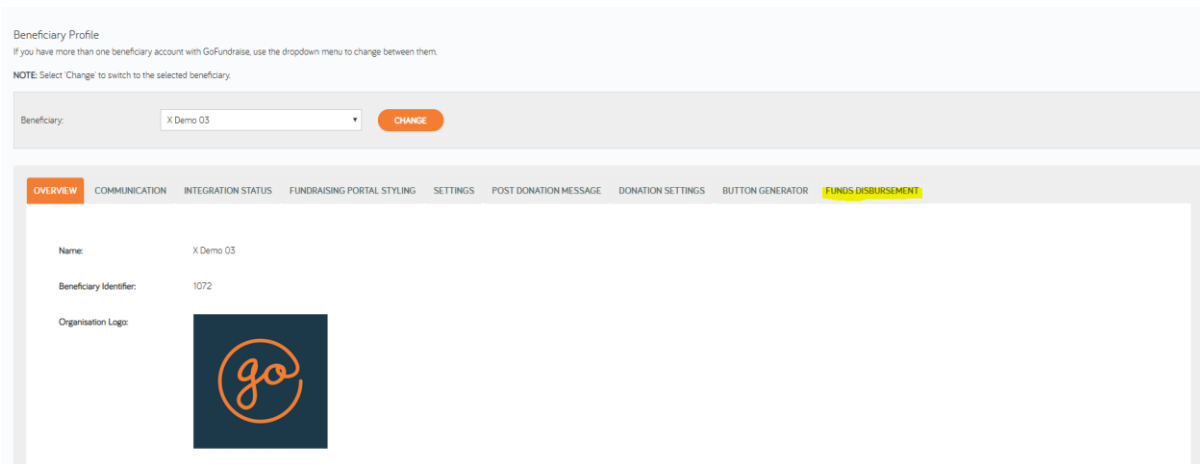 Beneficiary Profile
If you have more than one beneficiary account with GoFundraise, use the dropdown menu to change between them.
NOTE: Select 'Change' to switch to the selected beneficiary.
Beneficiary: X Demo 03 CHANGE
OVERVIEW COMMUNICATION INTEGRATION STATUS FUNDRAISING PORTAL STYLING SETTINGS POST DONATION MESSAGE DONATION SETTINGS BUTTON GENERATOR FUNDS DISBURSEMENT
Name: X Demo 03
Beneficiary Identifier: 1072
Organisation Logo:
go